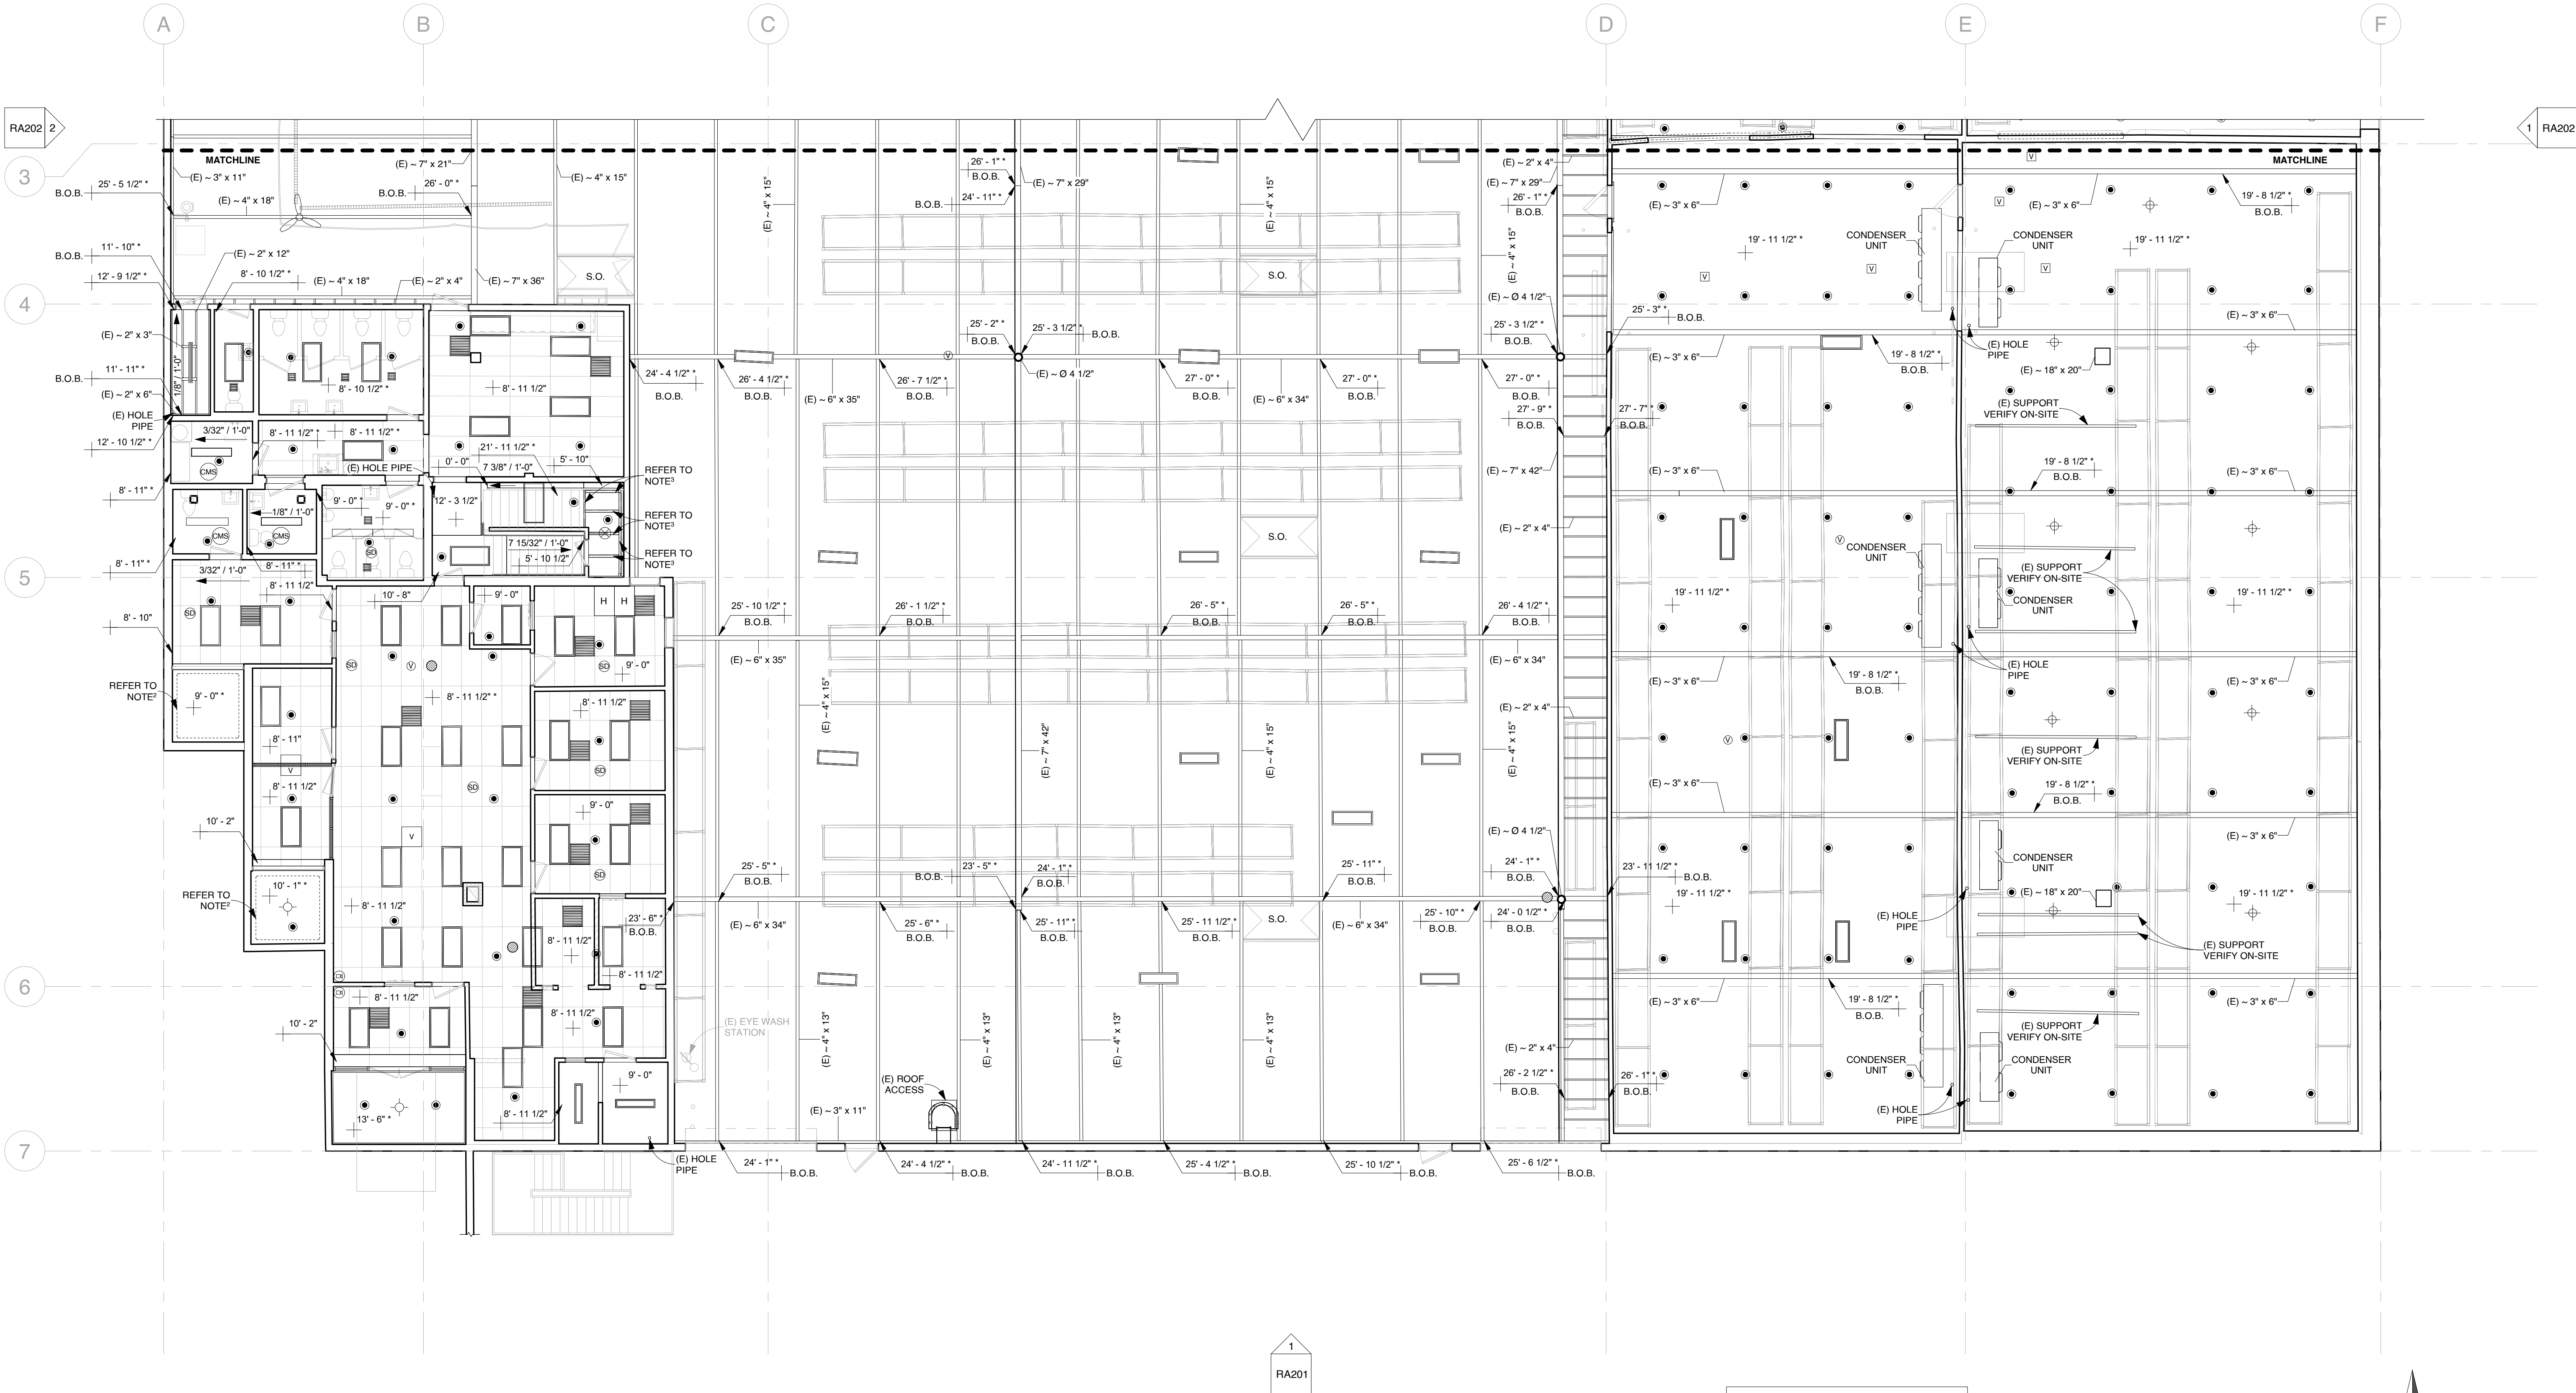 A
B
C
D
E
F
RA202 2
1 RA202
3
4
5
6
7
MATCHLINE
MATCHLINE
(E) ~ 3" x 11"
(E) ~ 7" x 21"
25' - 5 1/2" *
B.O.B.
26' - 0" *
B.O.B.
(E) ~ 4" x 18"
(E) ~ 4" x 15"
11' - 10" *
B.O.B.
(E) ~ 2" x 12"
12' - 9 1/2" *
8' - 10 1/2" *
(E) ~ 4" x 18"
(E) ~ 2" x 4"
(E) ~ 7" x 36"
S.O.
(E) ~ 2" x 3"
1/8" / 1'-0"
11' - 11" *
B.O.B.
(E) ~ 2" x 6"
(E) HOLE
PIPE
12' - 10 1/2" *
8' - 10 1/2" *
8' - 11 1/2"
3/32" / 1'-0"
CMS
8' - 11 1/2" *
8' - 11 1/2" *
(E) HOLE PIPE
8' - 11" *
0' - 0"
21' - 11 1/2" *
7 3/8" / 1'-0"
5' - 10"
REFER TO
NOTE³
12' - 3 1/2"
9' - 0" *
9' - 0" *
1/8" / 1'-0"
CMS
CMS
SD
REFER TO
NOTE³
7 15/32" / 1'-0"
5' - 10 1/2"
REFER TO
NOTE³
8' - 11" *
8' - 11" *
3/32" / 1'-0"
8' - 11 1/2"
10' - 8"
9' - 0"
H
H
SD
8' - 10"
SD
V
SD
9' - 0"
REFER TO
NOTE²
9' - 0" *
8' - 11 1/2" *
8' - 11 1/2"
8' - 11"
V
8' - 11 1/2"
SD
SD
9' - 0"
10' - 2"
V
SD
REFER TO
NOTE²
10' - 1" *
8' - 11 1/2"
8' - 11 1/2"
23' - 6" *
B.O.B.
8' - 11 1/2"
8' - 11 1/2"
10' - 2"
8' - 11 1/2"
13' - 6" *
8' - 11 1/2"
9' - 0"
(E) HOLE
PIPE
(E) EYE WASH
STATION
(E) ROOF
ACCESS
(E) ~ 3" x 11"
(E) ~ 4" x 15"
26' - 1" *
B.O.B.
(E) ~ 7" x 29"
B.O.B.
24' - 11" *
(E) ~ 4" x 15"
(E) ~ 2" x 4"
(E) ~ 7" x 29"
26' - 1" *
B.O.B.
(E) ~ 4" x 15"
S.O.
(E) ~ Ø 4 1/2"
25' - 2" *
B.O.B.
25' - 3 1/2" *
B.O.B.
25' - 3 1/2" *
B.O.B.
25' - 3" *
B.O.B.
V
(E) ~ Ø 4 1/2"
24' - 4 1/2" *
B.O.B.
26' - 4 1/2" *
B.O.B.
(E) ~ 6" x 35"
26' - 7 1/2" *
B.O.B.
27' - 0" *
B.O.B.
(E) ~ 6" x 34"
27' - 0" *
B.O.B.
27' - 0" *
B.O.B.
27' - 9" *
B.O.B.
27' - 7" *
B.O.B.
(E) ~ 7" x 42"
(E) ~ 2" x 4"
S.O.
25' - 10 1/2" *
B.O.B.
26' - 1 1/2" *
B.O.B.
26' - 5" *
B.O.B.
26' - 5" *
B.O.B.
26' - 4 1/2" *
B.O.B.
(E) ~ 6" x 35"
(E) ~ 6" x 34"
(E) ~ 4" x 15"
(E) ~ 7" x 42"
(E) ~ 4" x 15"
(E) ~ 4" x 15"
(E) ~ 2" x 4"
(E) ~ Ø 4 1/2"
25' - 5" *
B.O.B.
23' - 5" *
B.O.B.
24' - 1" *
B.O.B.
25' - 11" *
B.O.B.
24' - 1" *
B.O.B.
23' - 11 1/2" *
B.O.B.
(E) ~ 6" x 34"
25' - 6" *
B.O.B.
25' - 11" *
B.O.B.
25' - 11 1/2" *
B.O.B.
S.O.
(E) ~ 6" x 34"
25' - 10" *
B.O.B.
24' - 0 1/2" *
B.O.B.
(E) ~ 4" x 13"
(E) ~ 4" x 13"
(E) ~ 4" x 13"
(E) ~ 4" x 13"
(E) ~ 2" x 4"
26' - 2 1/2" *
B.O.B.
26' - 1" *
B.O.B.
24' - 1" *
B.O.B.
24' - 4 1/2" *
B.O.B.
24' - 11 1/2" *
B.O.B.
25' - 4 1/2" *
B.O.B.
25' - 10 1/2" *
B.O.B.
25' - 6 1/2" *
B.O.B.
(E) ~ 3" x 6"
19' - 11 1/2" *
V
V
CONDENSER
UNIT
V
V
V
(E) ~ 3" x 6"
19' - 8 1/2" *
B.O.B.
CONDENSER
UNIT
19' - 11 1/2" *
(E) ~ 3" x 6"
(E) ~ 3" x 6"
19' - 8 1/2" *
B.O.B.
(E) HOLE
PIPE
(E) ~ 18" x 20"
(E) SUPPORT
VERIFY ON-SITE
(E) ~ 3" x 6"
19' - 8 1/2" *
B.O.B.
(E) ~ 3" x 6"
V
CONDENSER
UNIT
(E) SUPPORT
VERIFY ON-SITE
CONDENSER
UNIT
19' - 11 1/2" *
19' - 11 1/2" *
(E) ~ 3" x 6"
19' - 8 1/2" *
B.O.B.
(E) HOLE
PIPE
(E) ~ 3" x 6"
V
(E) SUPPORT
VERIFY ON-SITE
(E) ~ 3" x 6"
19' - 8 1/2" *
B.O.B.
(E) ~ 3" x 6"
CONDENSER
UNIT
19' - 11 1/2" *
(E) ~ 18" x 20"
19' - 11 1/2" *
(E) HOLE
PIPE
(E) SUPPORT
VERIFY ON-SITE
(E) ~ 3" x 6"
19' - 8 1/2" *
B.O.B.
(E) ~ 3" x 6"
(E) SUPPORT
VERIFY ON-SITE
CONDENSER
UNIT
CONDENSER
UNIT
(E) HOLE
PIPE
1
RA201